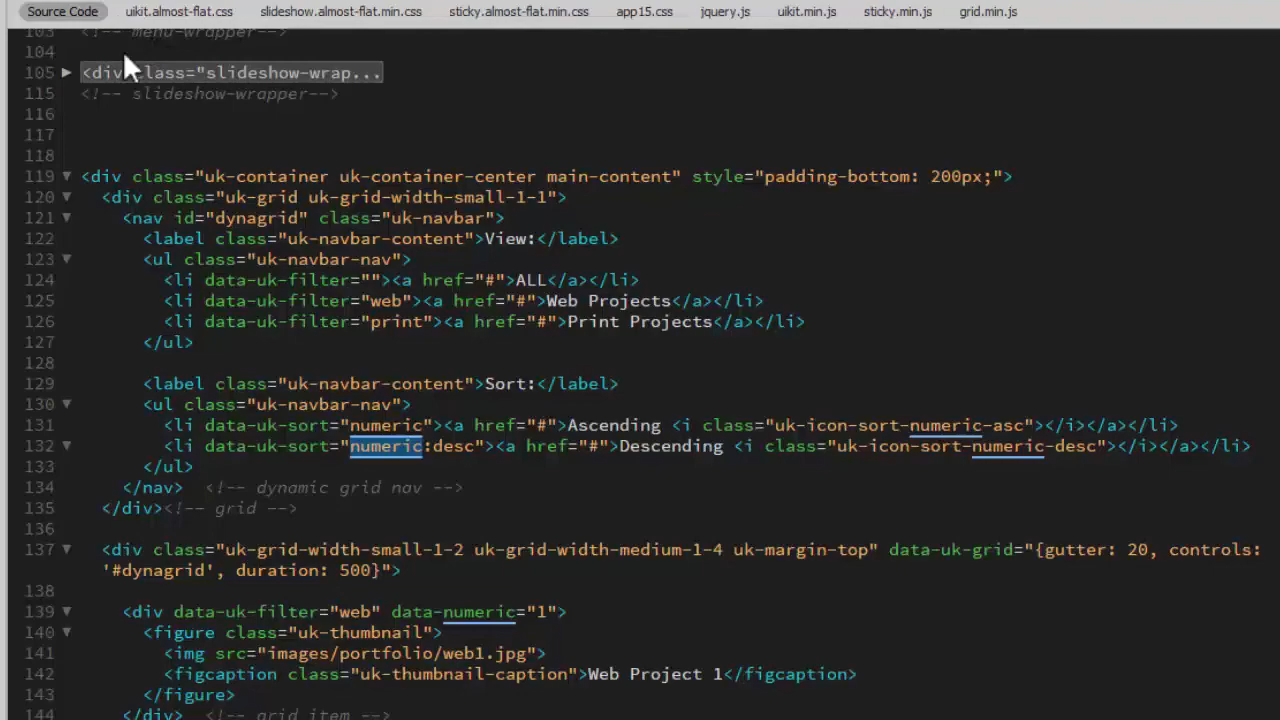 Source Code uikit.almost-flat.css slideshow.almost-flat.min.css sticky.almost-flat.min.css app15.css jquery.js uikit.min.js sticky.min.js grid.min.js
103 <!-- menu-wrapper-->
104
105 <div class="slideshow-wrap...
115 <!-- slideshow-wrapper-->
116
117
118
119 <div class="uk-container uk-container-center main-content" style="padding-bottom: 200px;">
120 <div class="uk-grid uk-grid-width-small-1-1">
121 <nav id="dynagrid" class="uk-navbar">
122 <label class="uk-navbar-content">View:</label>
123 <ul class="uk-navbar-nav">
124 <li data-uk-filter=""><a href="#">ALL</a></li>
125 <li data-uk-filter="web"><a href="#">Web Projects</a></li>
126 <li data-uk-filter="print"><a href="#">Print Projects</a></li>
127 </ul>
128
129 <label class="uk-navbar-content">Sort:</label>
130 <ul class="uk-navbar-nav">
131 <li data-uk-sort="numeric"><a href="#">Ascending <i class="uk-icon-sort-numeric-asc"></i></a></li>
132 <li data-uk-sort="numeric:desc"><a href="#">Descending <i class="uk-icon-sort-numeric-desc"></i></a></li>
133 </ul>
134 </nav> <!-- dynamic grid nav -->
135 </div><!-- grid -->
136
137 <div class="uk-grid-width-small-1-2 uk-grid-width-medium-1-4 uk-margin-top" data-uk-grid="{gutter: 20, controls:
'#dynagrid', duration: 500}">
138
139 <div data-uk-filter="web" data-numeric="1">
140 <figure class="uk-thumbnail">
141 <img src="images/portfolio/web1.jpg">
142 <figcaption class="uk-thumbnail-caption">Web Project 1</figcaption>
143 </figure>
144 </div> <!-- grid item -->